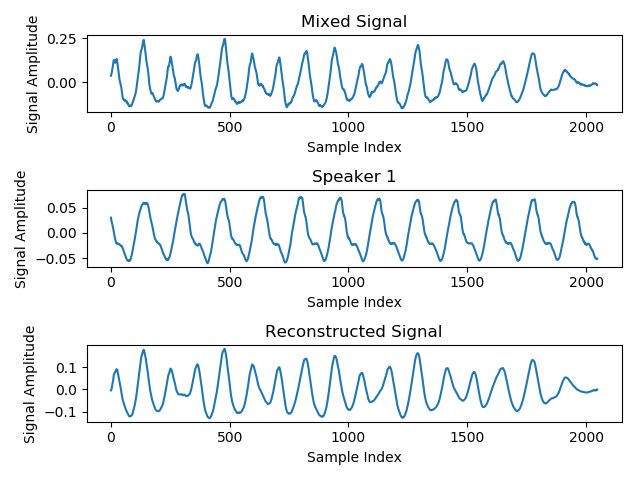 Mixed Signal
Signal Amplitude
0.25
0.00
0
500
1000
1500
2000
Sample Index
Speaker 1
Signal Amplitude
0.05
0.00
−0.05
0
500
1000
1500
2000
Sample Index
Reconstructed Signal
Signal Amplitude
0.1
0.0
−0.1
0
500
1000
1500
2000
Sample Index